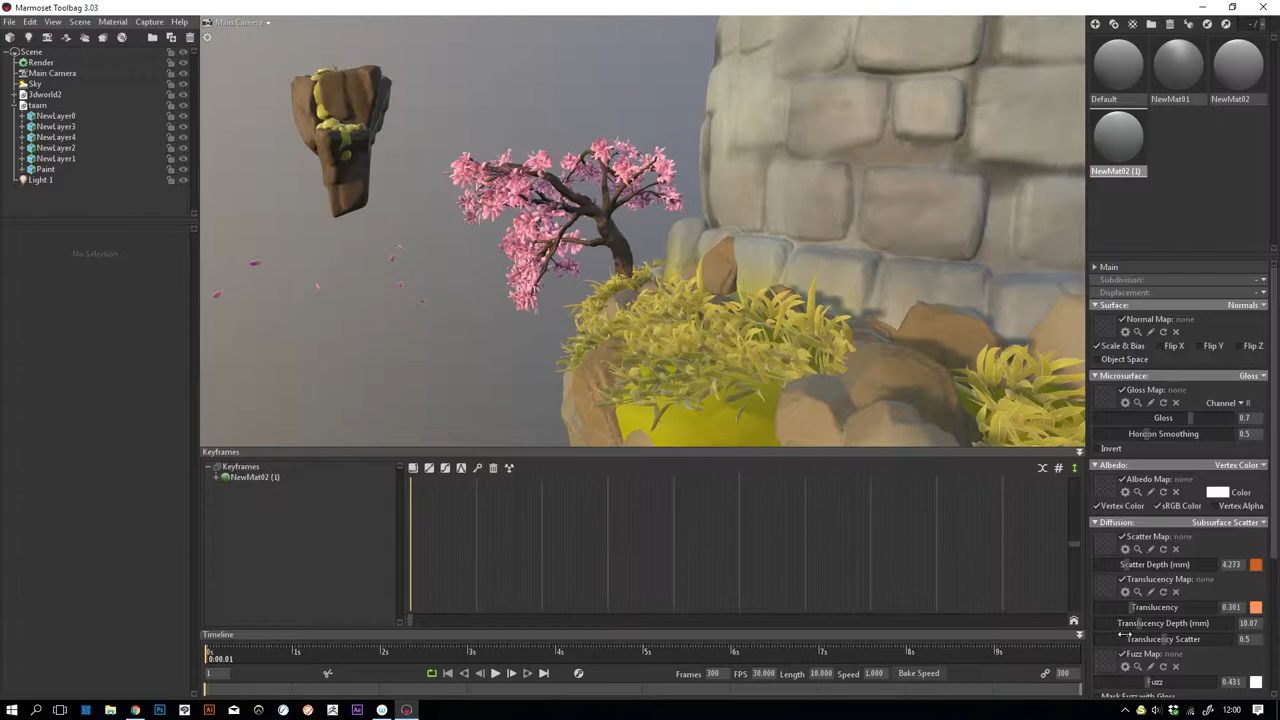 Marmoset Toolbag 3.03
File Edit View Scene Material Capture Help
Main Camera
Scene
Render
Main Camera
Sky
3dworld2
taarn
NewLayer0
NewLayer3
NewLayer4
NewLayer2
NewLayer1
Paint
Light 1
No Selection
Default NewMat01 NewMat02
NewMat02 (1)
Main
Subdivision:
Displacement:
Surface: Normals
Normal Map: none
Scale & Bias Flip X Flip Y Flip Z
Object Space
Microsurface: Gloss
Gloss Map: none
Channel R
Gloss 0.7
Horizon Smoothing 0.5
Invert
Albedo: Vertex Color
Albedo Map: none
Color
Vertex Color sRGB Color Vertex Alpha
Diffusion: Subsurface Scatter
Scatter Map: none
Scatter Depth (mm) 4.273
Translucency Map: none
Translucency 0.301
Translucency Depth (mm) 10.07
Translucency Scatter 0.5
Fuzz Map: none
Fuzz 0.431
Mask Fuzz with Gloss
Keyframes
Keyframes
NewMat02 (1)
Timeline
0s 1s 2s 3s 4s 5s 6s 7s 8s 9s
0:00.01
1 Frames 300 FPS 30.000 Length 10.000 Speed 1.000 Bake Speed 300
12:00